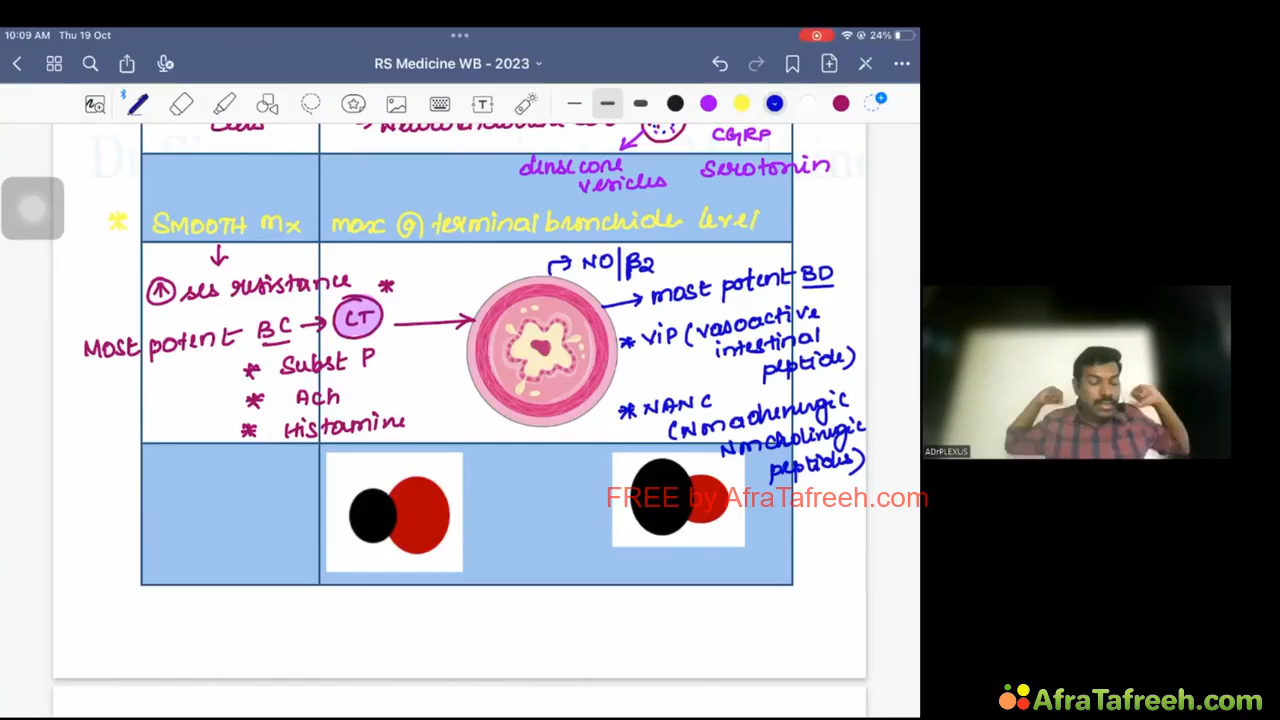 10:09 AM Thu 19 Oct
24%
RS Medicine WB - 2023
CGRP
dense core
vesicles
Serotonin
* SMOOTH Mx max @ terminal bronchioles level
NO|β2
↑ses resistance *
most potent BD
Most potent BC → CT
* ViP (vasoactive
intestinal
peptide)
* Subst P
* Ach
* Histamine
* NANC
(Nonadrenergic
Noncholinergic
peptides)
ADrPLEXUS
FREE by AfraTafreeh.com
AfraTafreeh.com